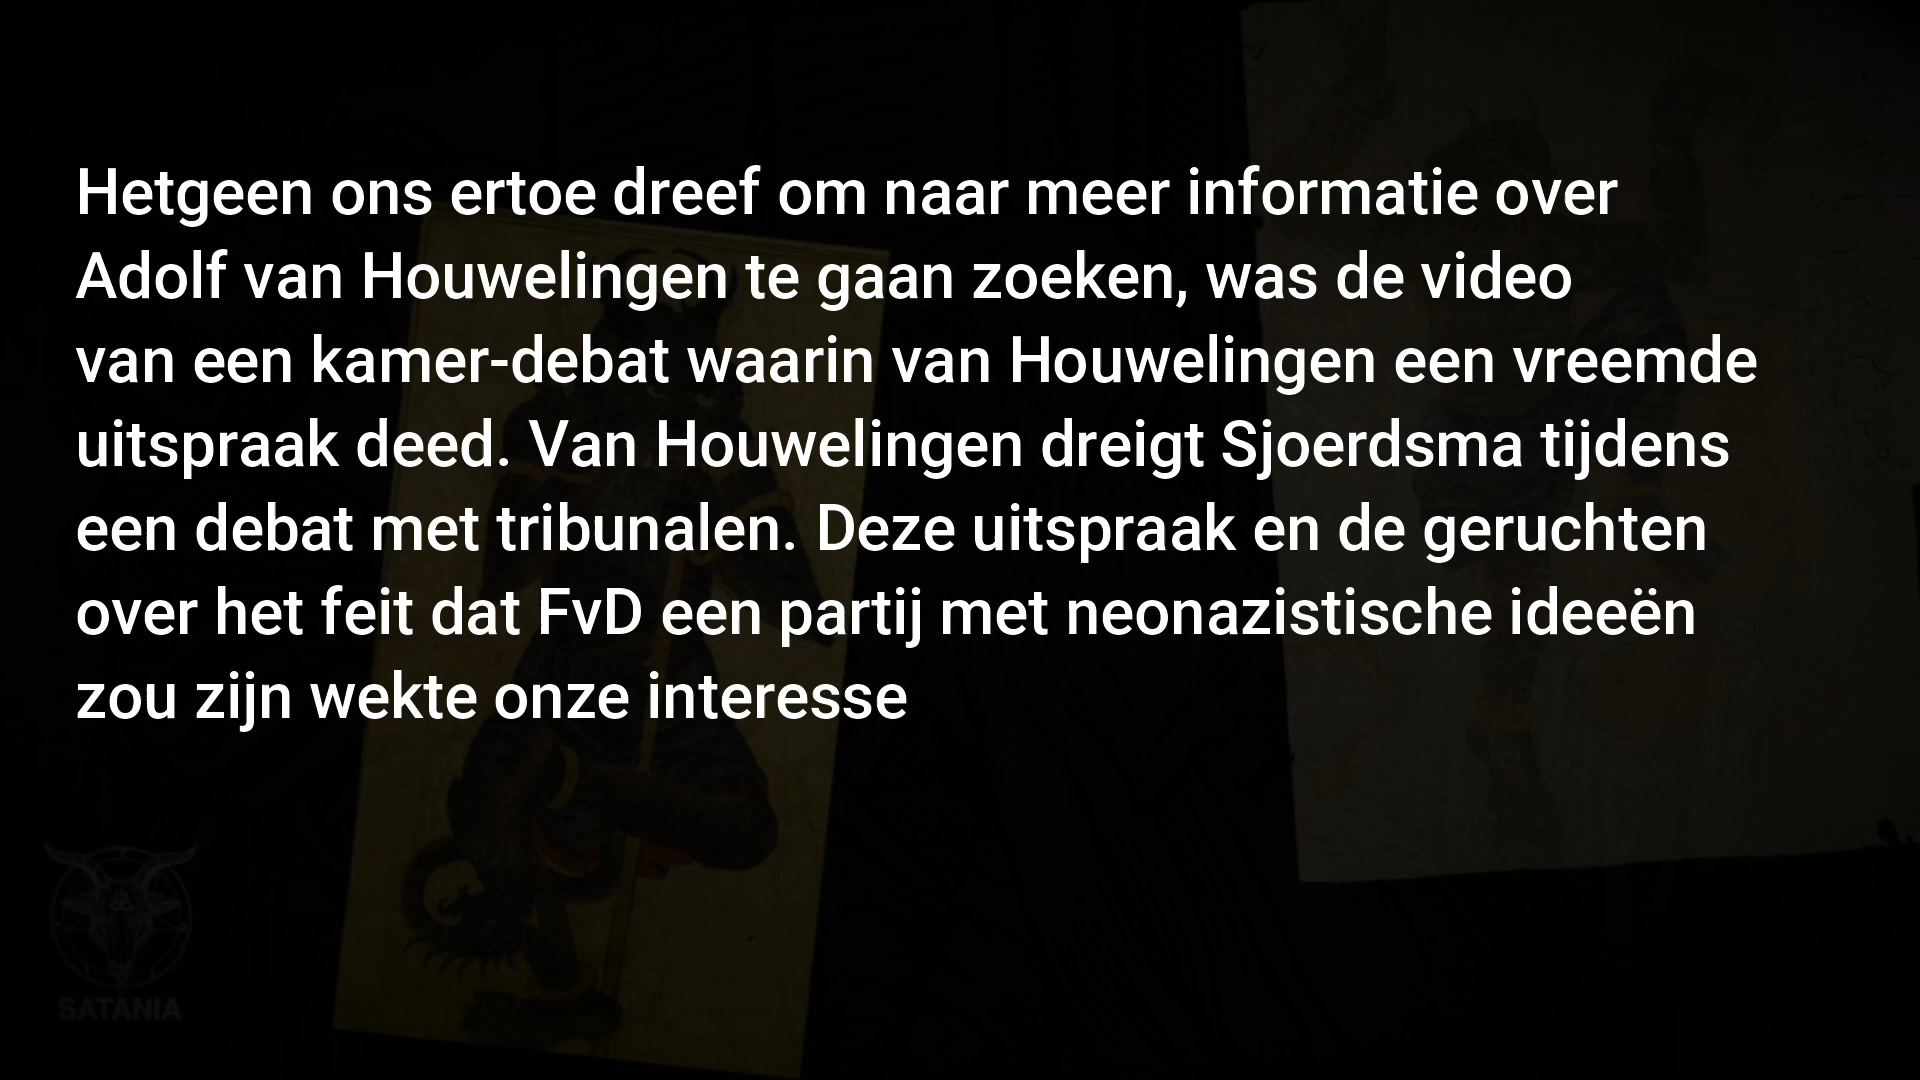 Hetgeen ons ertoe dreef om naar meer informatie over
Adolf van Houwelingen te gaan zoeken, was de video
van een kamer-debat waarin van Houwelingen een vreemde
uitspraak deed. Van Houwelingen dreigt Sjoerdsma tijdens
een debat met tribunalen. Deze uitspraak en de geruchten
over het feit dat FvD een partij met neonazistische ideeën
zou zijn wekte onze interesse
SATANIA